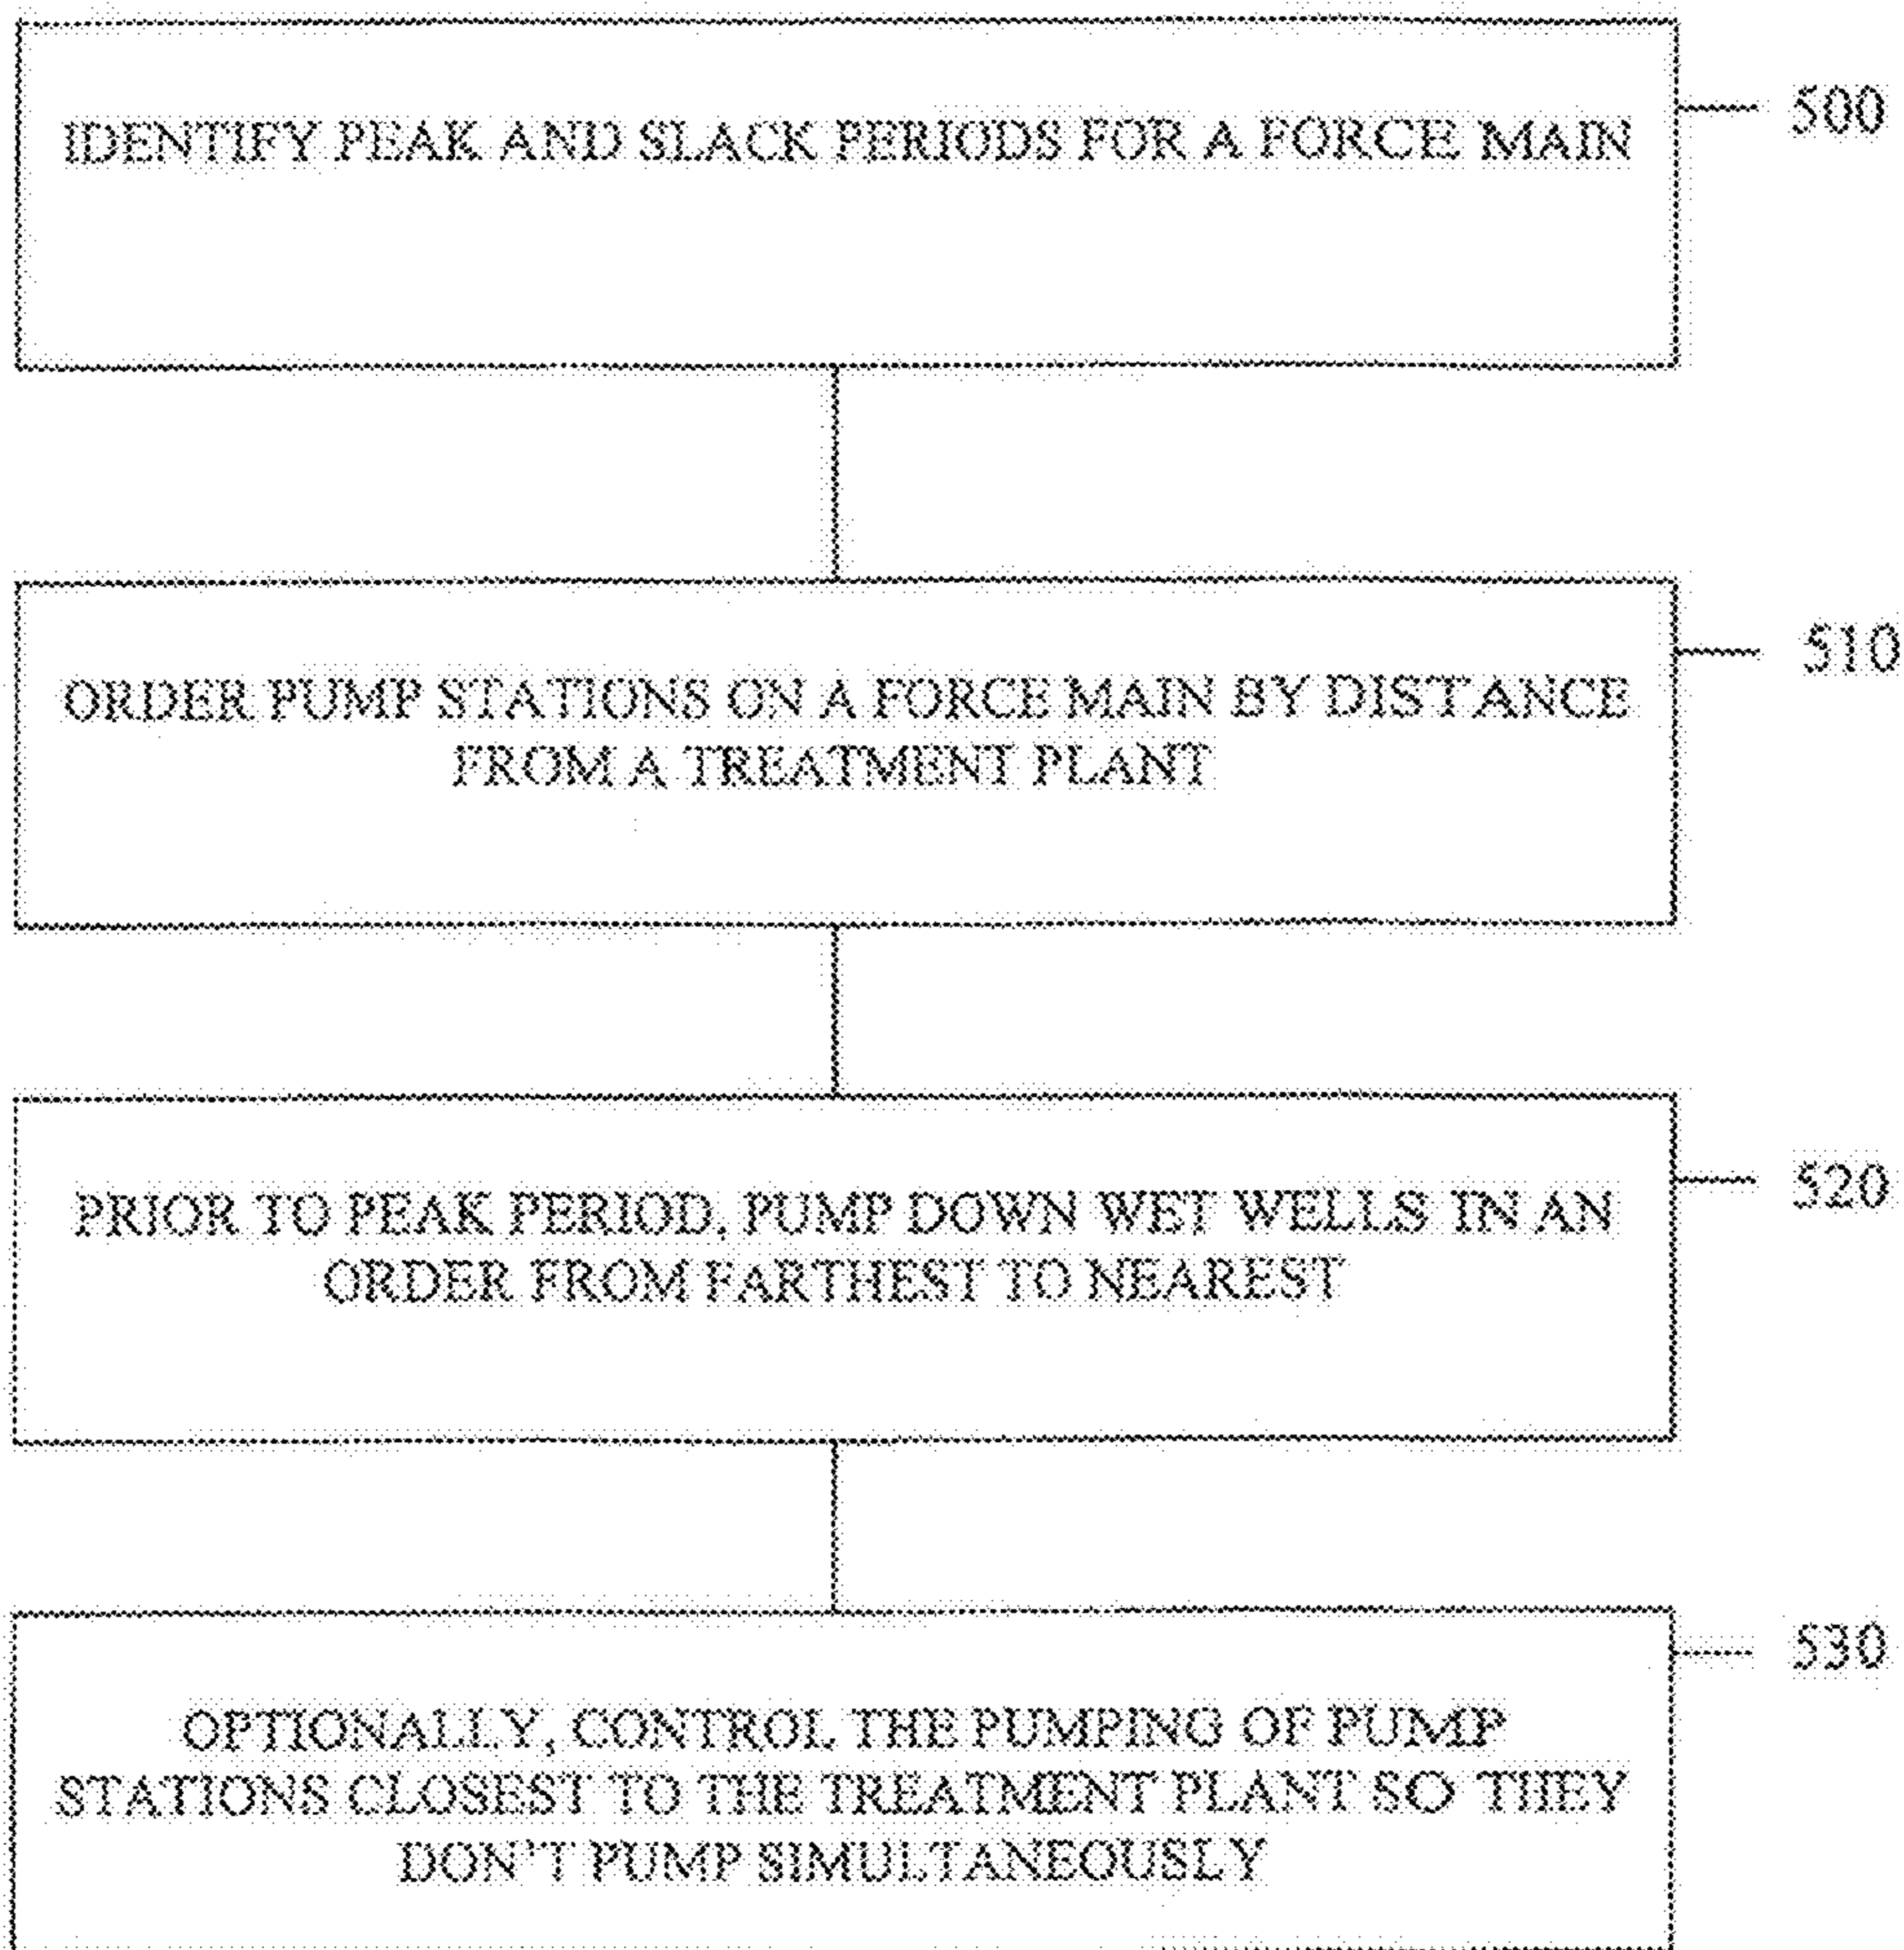 IDENTIFY PEAK AND SLACK PERIODS FOR A FORCE MAIN
500
ORDER PUMP STATIONS ON A FORCE MAIN BY DISTANCE
FROM A TREATMENT PLANT
510
PRIOR TO PEAK PERIOD, PUMP DOWN WET WELLS IN AN
ORDER FROM FARTHEST TO NEAREST
520
OPTIONALLY, CONTROL THE PUMPING OF PUMP
STATIONS CLOSEST TO THE TREATMENT PLANT SO THEY
DON'T PUMP SIMULTANEOUSLY
530